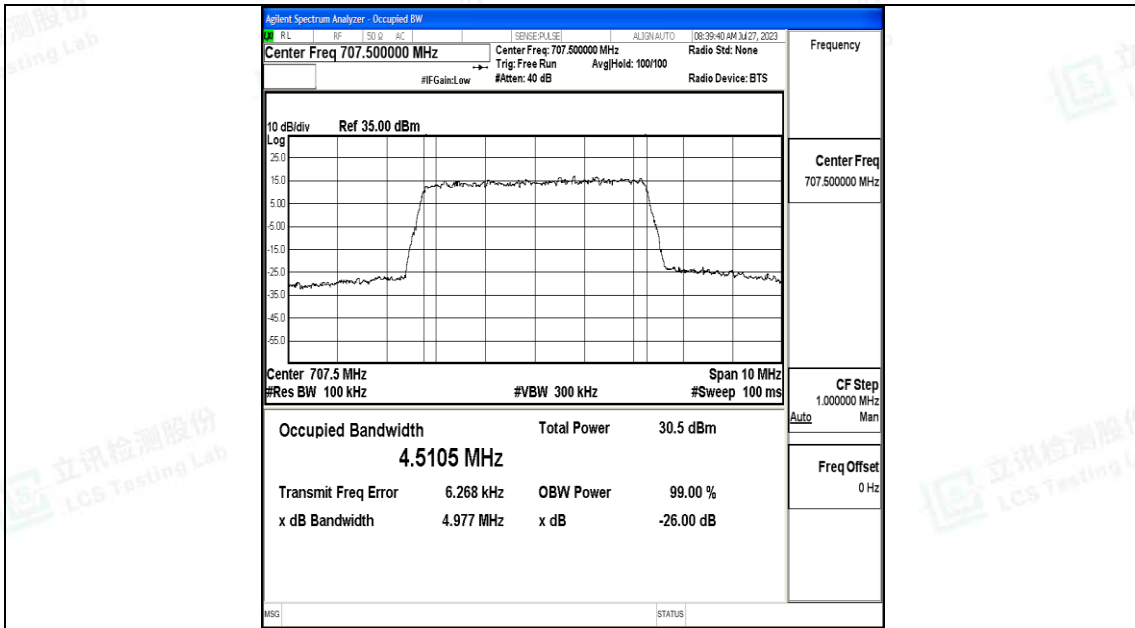 Agilent Spectrum Analyzer - Occupied BW
RL RF 50 Ω AC SENSE:PULSE ALIGN AUTO 08:39:40 AM Jul 27, 2023
Center Freq 707.500000 MHz
Center Freq: 707.500000 MHz Radio Std: None
Trig: Free Run Avg|Hold: 100/100
#IFGain:Low #Atten: 40 dB Radio Device: BTS
Frequency
10 dB/div Ref 35.00 dBm
Log
25.0
15.0
5.00
-5.00
-15.0
-25.0
-35.0
-45.0
-55.0
Center Freq
707.500000 MHz
Center 707.5 MHz Span 10 MHz
#Res BW 100 kHz #VBW 300 kHz #Sweep 100 ms
CF Step
1.000000 MHz
Auto Man
Occupied Bandwidth Total Power 30.5 dBm
4.5105 MHz
Transmit Freq Error 6.268 kHz OBW Power 99.00 %
x dB Bandwidth 4.977 MHz x dB -26.00 dB
Freq Offset
0 Hz
MSG STATUS
立讯检测股份
LCS Testing Lab
立讯检测股份